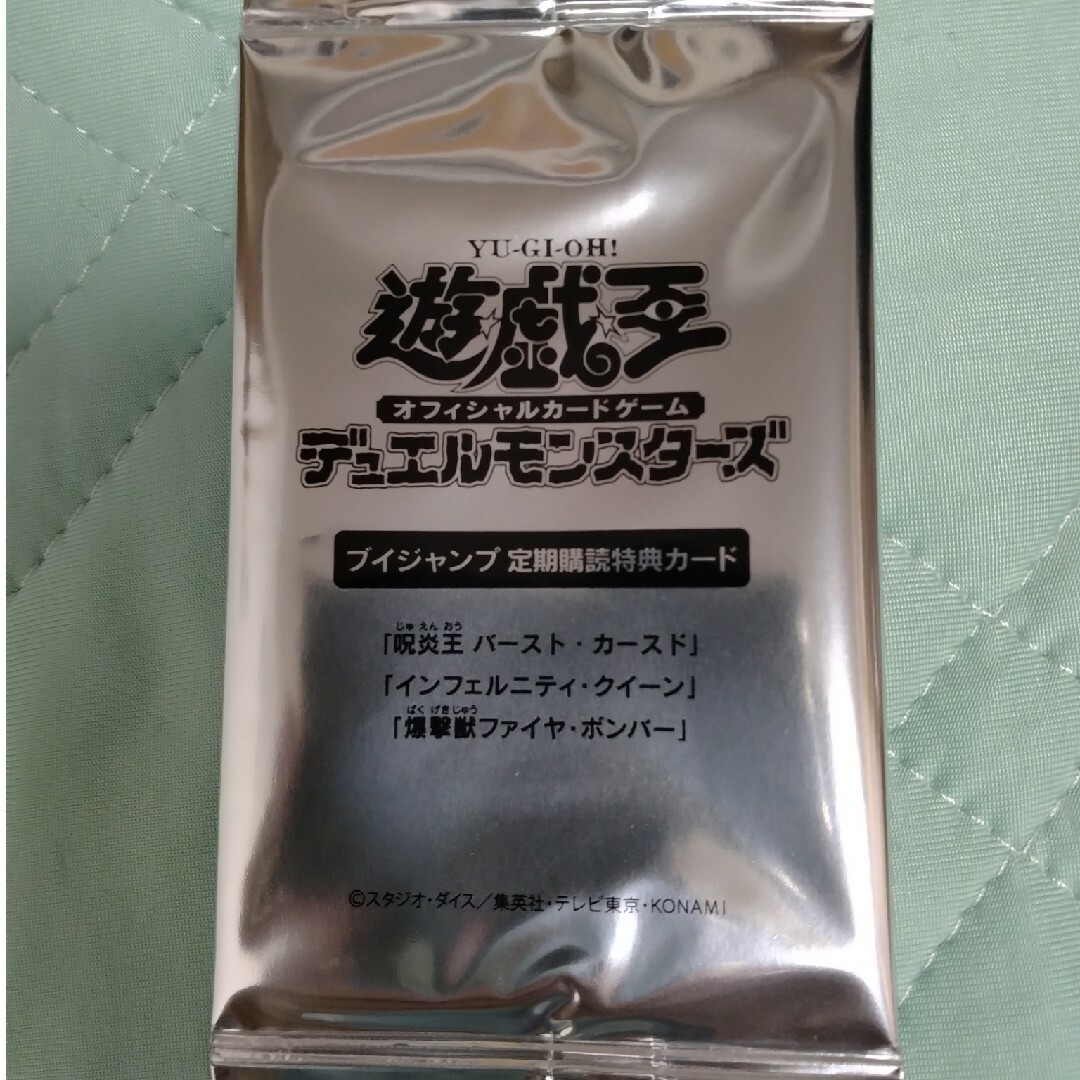 YU-GI-OH!
遊戯王
オフィシャルカードゲーム
デュエルモンスターズ
ブイジャンプ 定期購読特典カード
じゅ えん おう
「呪炎王 バースト・カースド」
「インフェルニティ・クイーン」
ばく げき じゅう
「爆撃獣ファイヤ・ボンバー」
©スタジオ・ダイス／集英社・テレビ東京・KONAMI